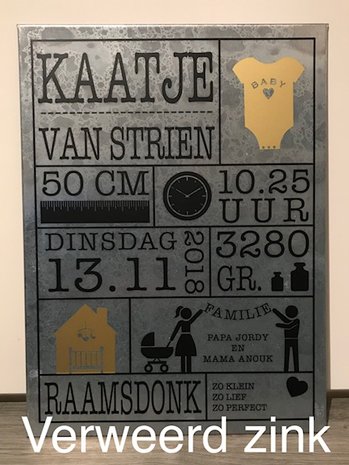 KAATJE
BABY
VAN STRIEN
50 CM
10.25
UUR
DINSDAG
13.11
2018
3280
GR.
FAMILIE
PAPA JORDY
EN
MAMA ANOUK
RAAMSDONK
ZO KLEIN
ZO LIEF
ZO PERFECT
Verweerd zink